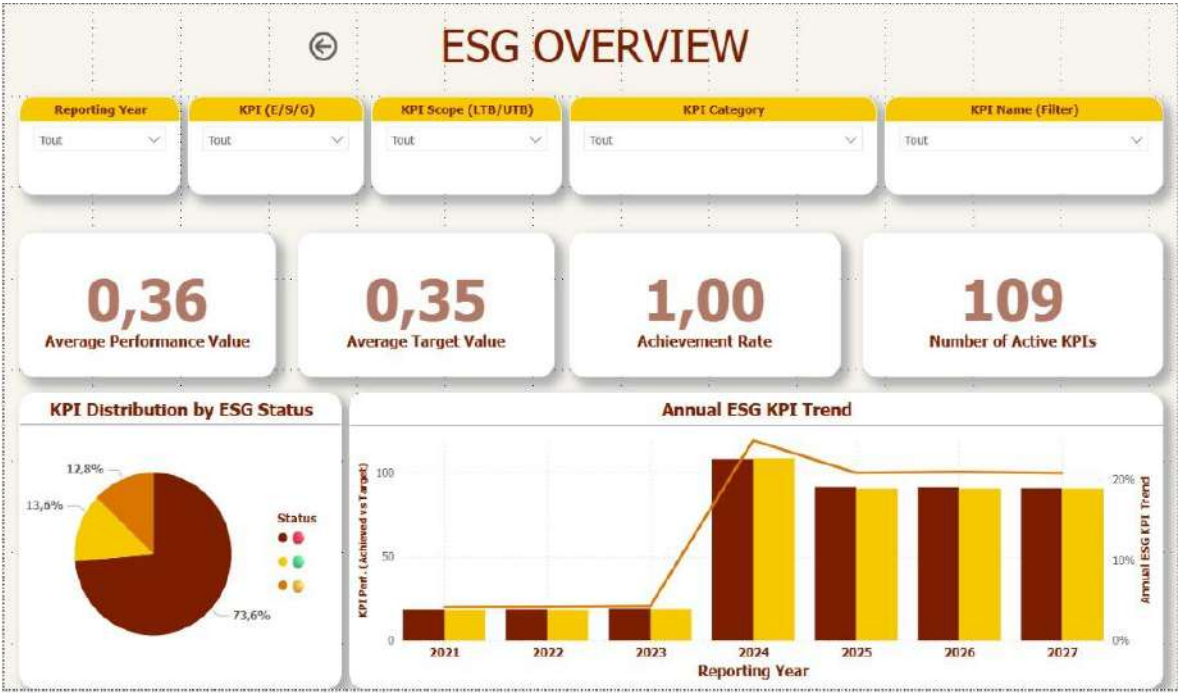 ESG OVERVIEW
Reporting Year
KPI (E/S/G)
KPI Scope (LTB/UTB)
KPI Category
KPI Name (Filter)
Tout
Tout
Tout
Tout
Tout
0,36
Average Performance Value
0,35
Average Target Value
1,00
Achievement Rate
109
Number of Active KPIs
KPI Distribution by ESG Status
12,8%
13,6%
73,6%
Status
Annual ESG KPI Trend
KPI Perf. (Achieved vs Target)
100
50
0
20%
10%
0%
Annual ESG KPI Trend
2021 2022 2023 2024 2025 2026 2027
Reporting Year